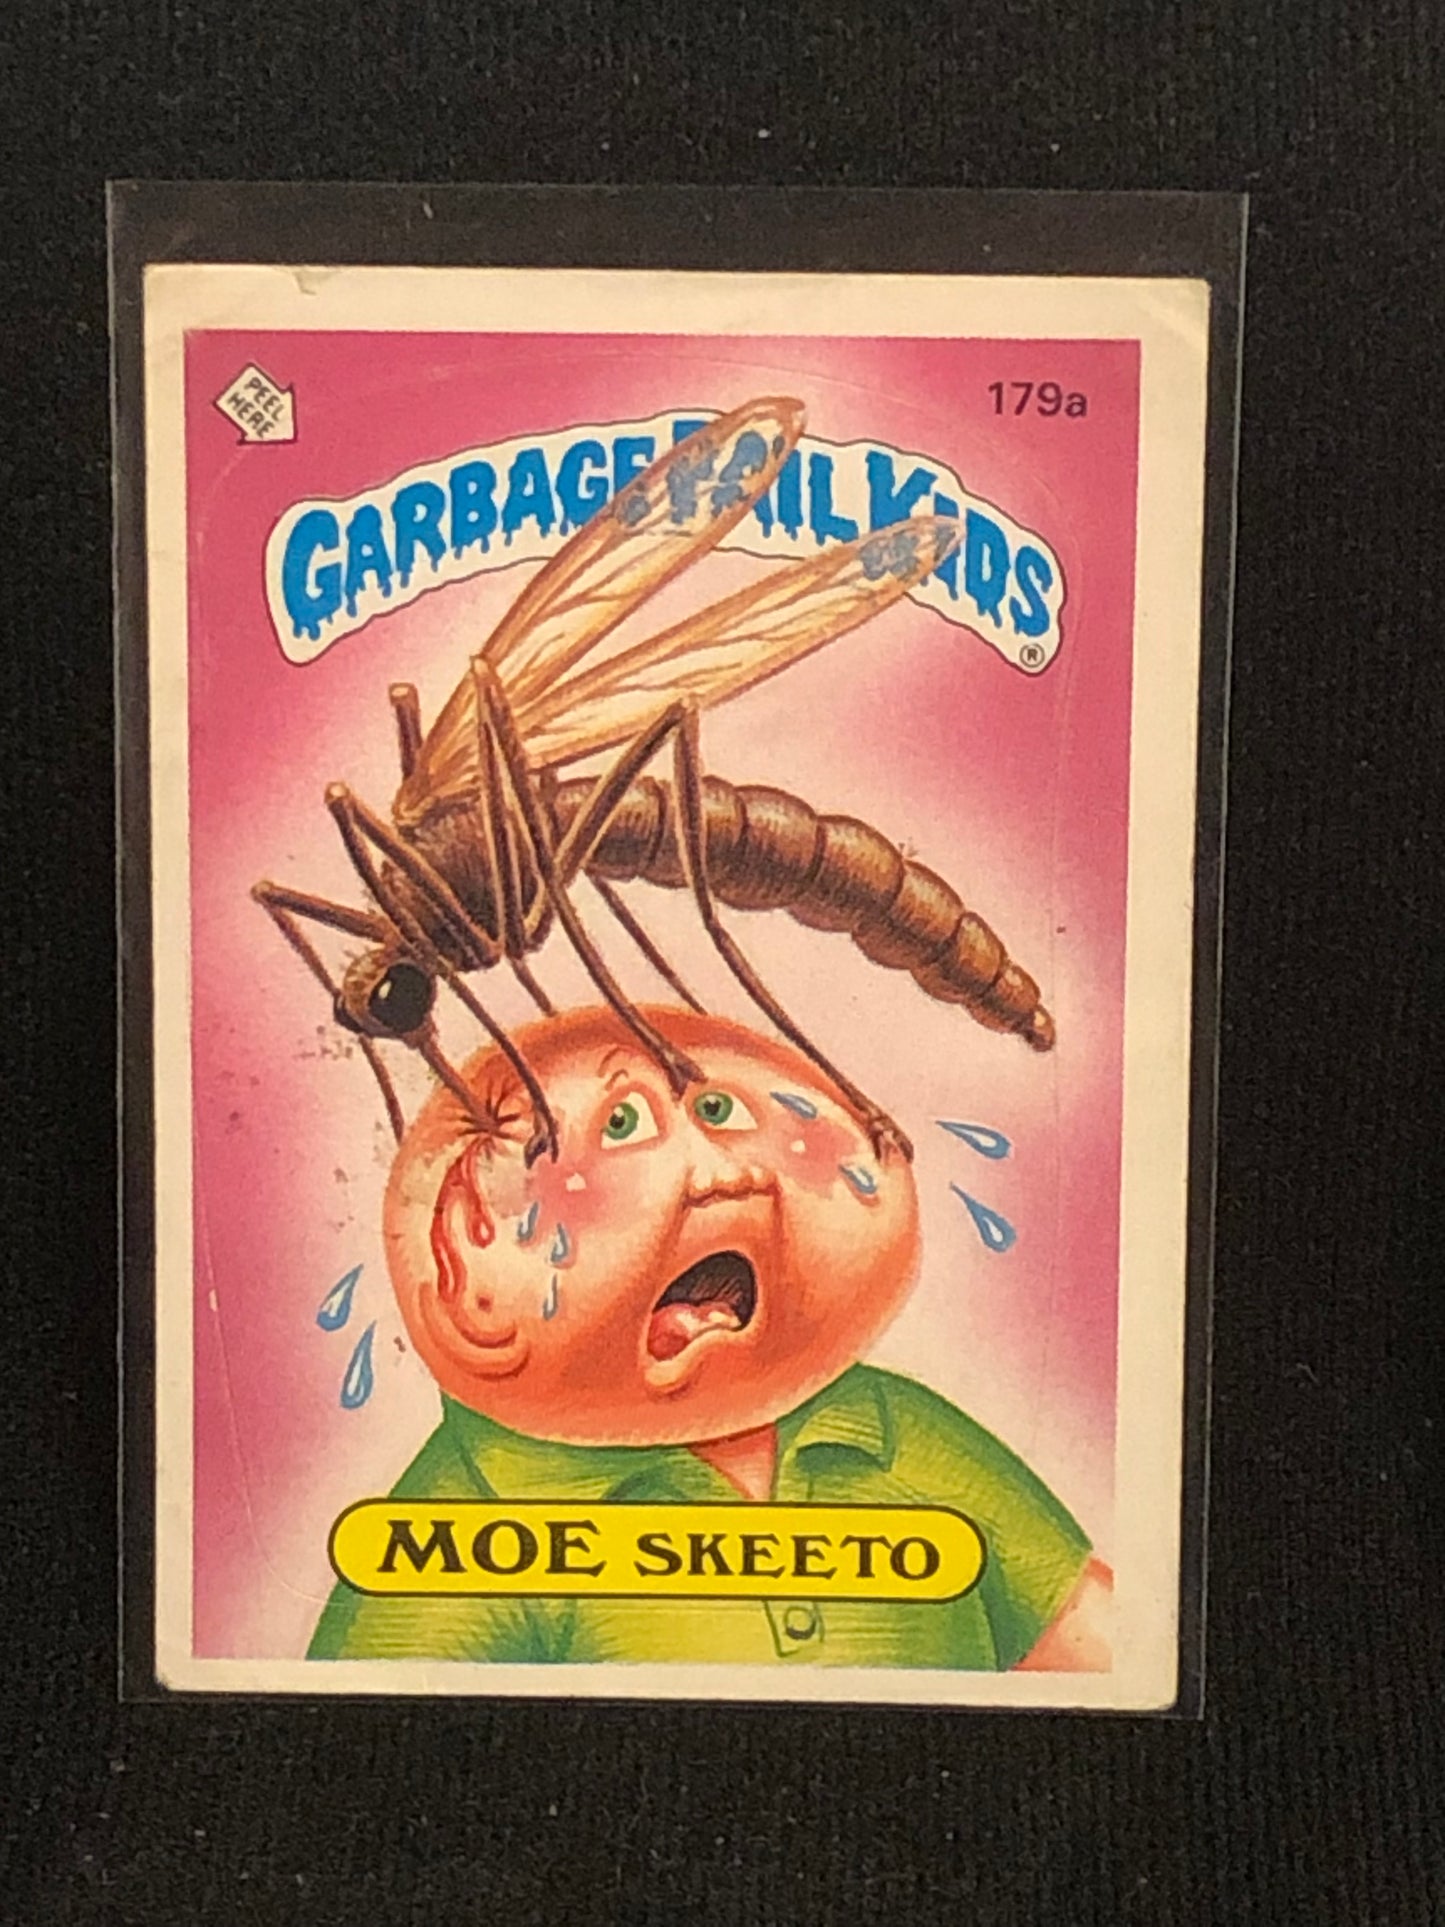 PEEL
HERE
179a
GARBAGE PAIL KIDS
®
MOE SKEETO